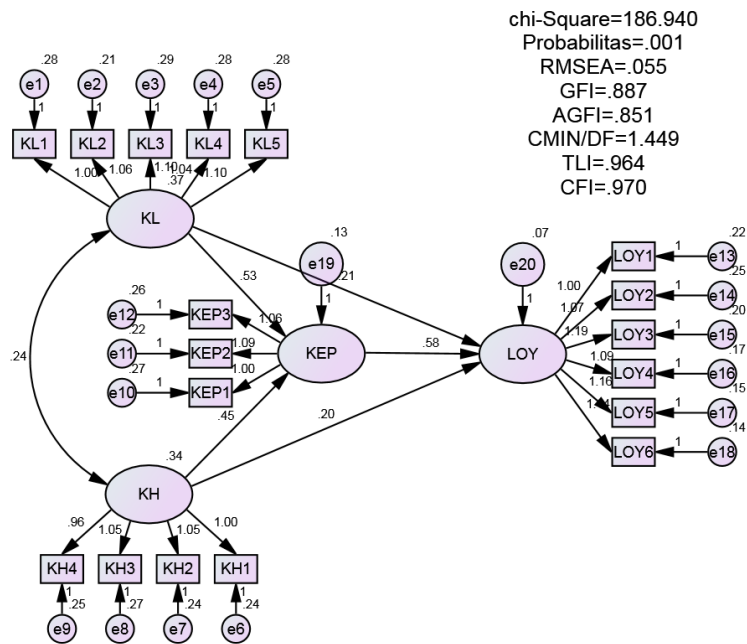 chi-Square=186.940
Probabilitas=.001
RMSEA=.055
GFI=.887
AGFI=.851
CMIN/DF=1.449
TLI=.964
CFI=.970
.28 .21 .29 .28 .28
e1 e2 e3 e4 e5
1 1 1 1 1
KL1 KL2 KL3 KL4 KL5
1.00 1.06 1.10 1.04 1.10
.37
KL
.13
e19
1
.07
e20
1
.53
.21
.24
.26
e12 1 KEP3 1.06
.22
e11 1 KEP2 1.09
.27
e10 1 KEP1 1.00
KEP
.58
LOY
.22
1.00 LOY1 1 e13
.25
1.07 LOY2 1 e14
.20
1.19 LOY3 1 e15
.17
1.09 LOY4 1 e16
.15
1.16 LOY5 1 e17
.14
LOY6 1 e18
.45
.20
.34
KH
.96 1.05 1.05 1.00
KH4 KH3 KH2 KH1
1 1 1 1
.25 .27 .24 .24
e9 e8 e7 e6